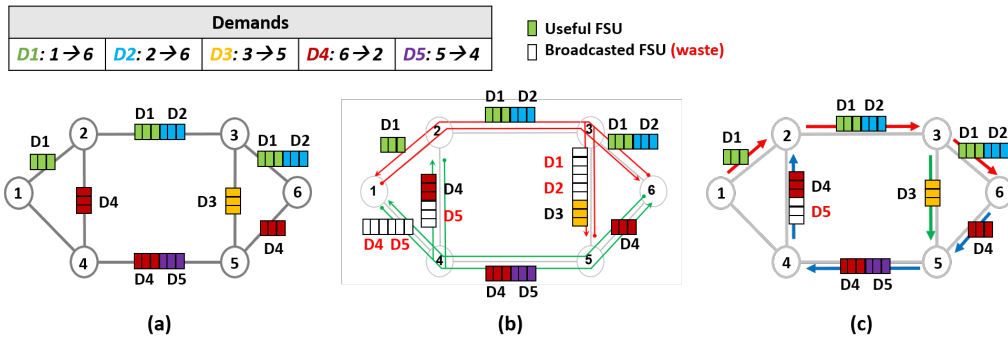 Demands
D1: 1→6 D2: 2→6 D3: 3→5 D4: 6→2 D5: 5→4
Useful FSU
Broadcasted FSU (waste)
D1 D2
D1
2
3
D1 D2
1
D4
D3
6
D4
4
5
D4 D5
(a)
D1 D2
D1
2
3
D1 D2
D1
D2
1
D4
D5
D3
6
D4 D5
D4
4
5
D4 D5
(b)
D1 D2
D1
2
3
D1 D2
1
D4
D5
D3
6
D4
4
5
D4 D5
(c)